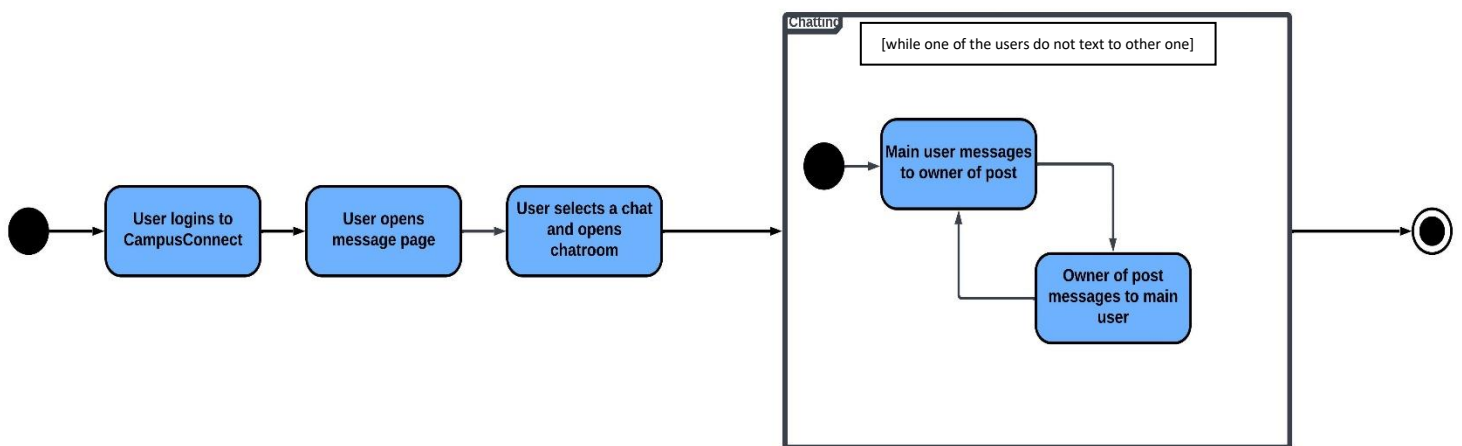 Chatting
[while one of the users do not text to other one]
Main user messages
to owner of post
User logins to
CampusConnect
User opens
message page
User selects a chat
and opens
chatroom
Owner of post
messages to main
user